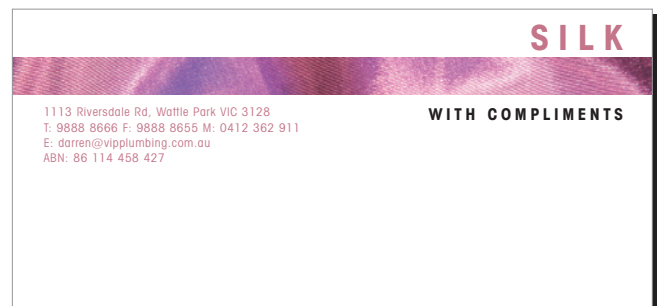 SILK
1113 Riversdale Rd, Wattle Park VIC 3128
T: 9888 8666 F: 9888 8655 M: 0412 362 911
E: darren@vipplumbing.com.au
ABN: 86 114 458 427
WITH COMPLIMENTS